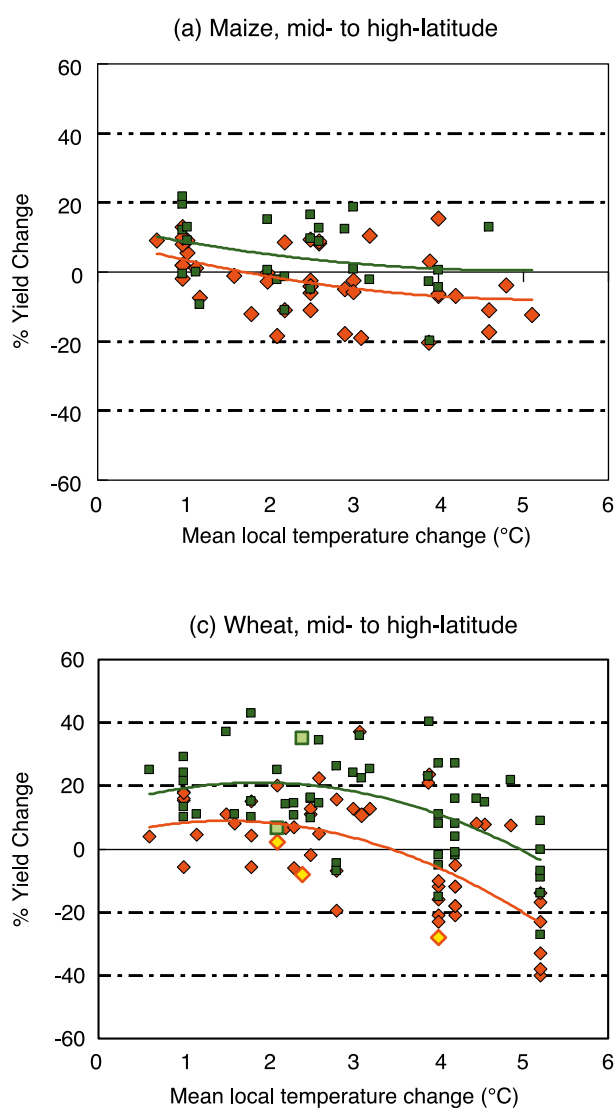 (a) Maize, mid- to high-latitude
60
40
20
0
-20
-40
-60
% Yield Change
0 1 2 3 4 5 6
Mean local temperature change (°C)
(c) Wheat, mid- to high-latitude
60
40
20
0
-20
-40
-60
% Yield Change
0 1 2 3 4 5 6
Mean local temperature change (°C)